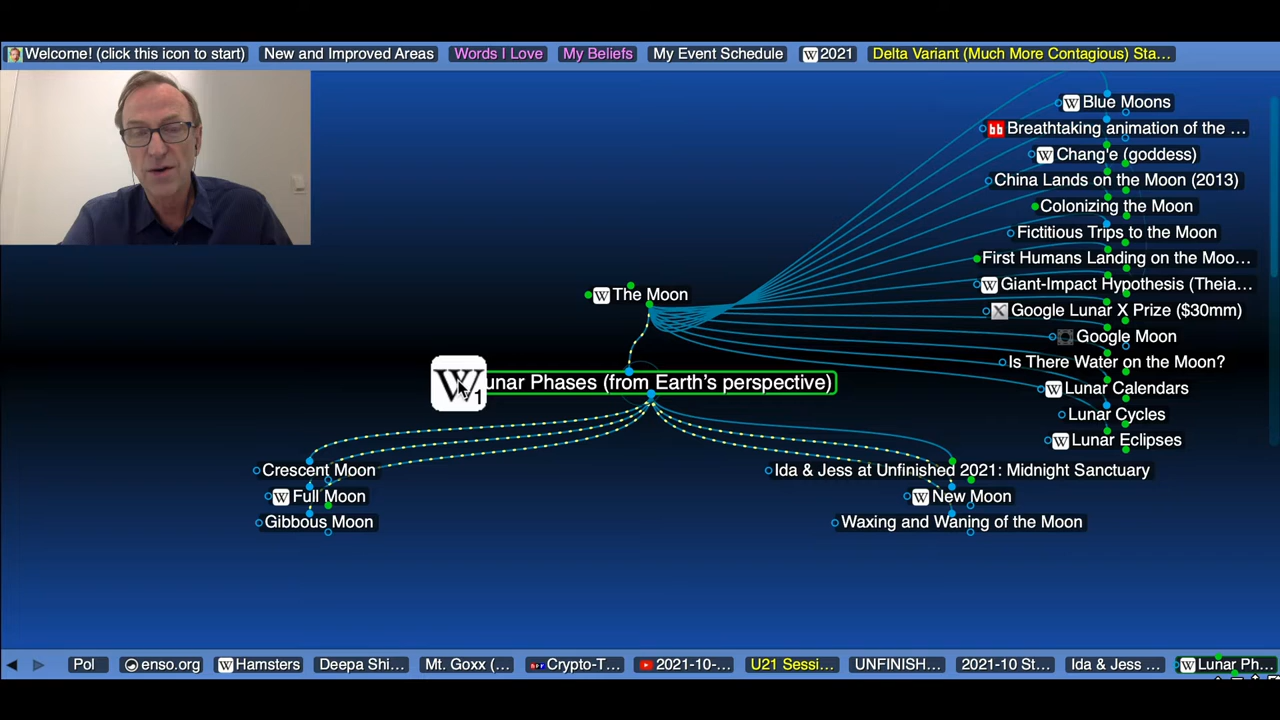 Welcome! (click this icon to start)
New and Improved Areas
Words I Love
My Beliefs
My Event Schedule
W 2021
Delta Variant (Much More Contagious) Sta...
W Blue Moons
bb Breathtaking animation of the ...
W Chang'e (goddess)
China Lands on the Moon (2013)
Colonizing the Moon
Fictitious Trips to the Moon
First Humans Landing on the Moo...
W Giant-Impact Hypothesis (Theia...
X Google Lunar X Prize ($30mm)
Google Moon
Is There Water on the Moon?
W Lunar Calendars
Lunar Cycles
W Lunar Eclipses
W The Moon
W 1 unar Phases (from Earth's perspective)
Crescent Moon
W Full Moon
Gibbous Moon
Ida & Jess at Unfinished 2021: Midnight Sanctuary
W New Moon
Waxing and Waning of the Moon
Pol
enso.org
W Hamsters
Deepa Shi...
Mt. Goxx (...
npr Crypto-T...
2021-10-...
U21 Sessi...
UNFINISH...
2021-10 St...
Ida & Jess ...
W Lunar Ph...